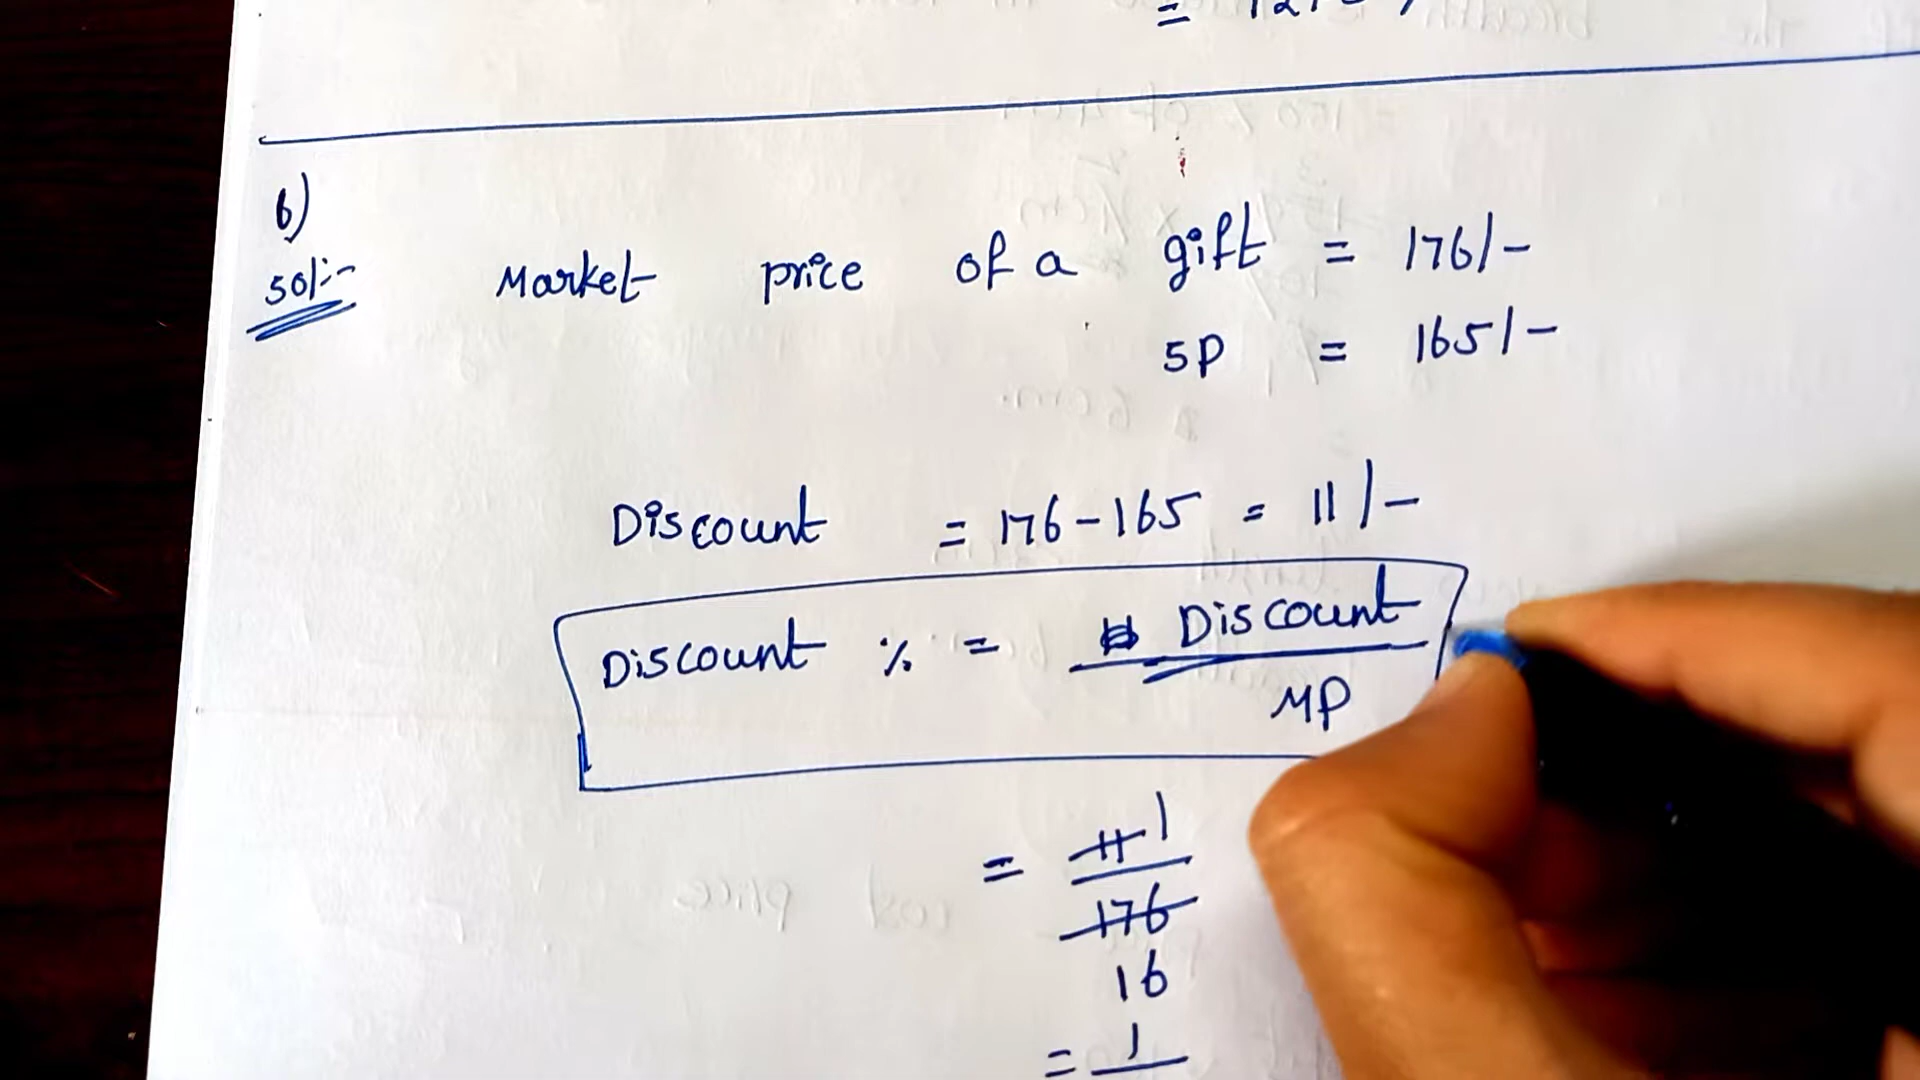 6)
Sol:- Market price of a gift = 176/-
SP = 165/-
Discount = 176-165 = 11/-
Discount % = Discount
MP
= 11 1
176
16
= 1